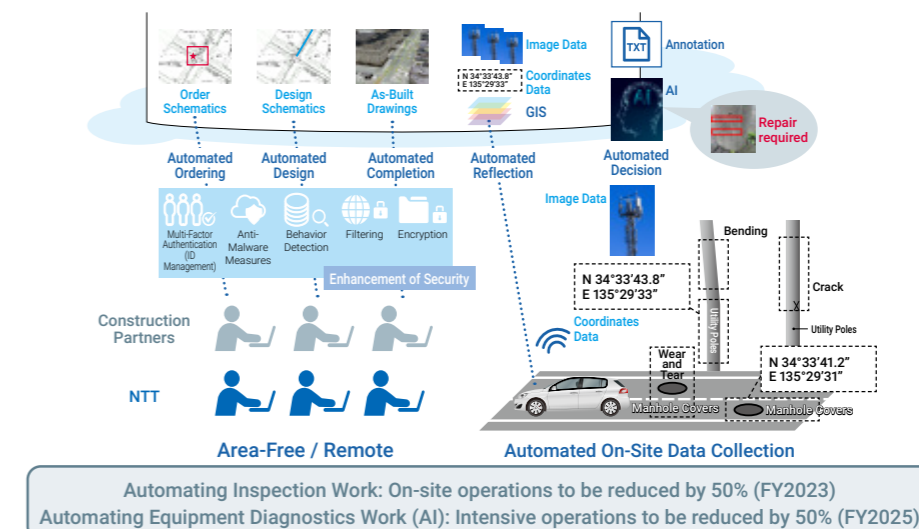 Order
Schematics
Design
Schematics
As-Built
Drawings
Image Data
N 34°33'43.8”
E 135°29'33”
Coordinates
Data
GIS
TXT
Annotation
AI
AI
Repair
required
Automated
Ordering
Automated
Design
Automated
Completion
Automated
Reflection
Automated
Decision
Multi-Factor
Authentication
(ID
Management)
Anti-
Malware
Measures
Behavior
Detection
Filtering
Encryption
Enhancement of Security
Image Data
Bending
N 34°33'43.8”
E 135°29'33”
Utility Poles
Crack
X
Utility Poles
Construction
Partners
Coordinates
Data
Wear
and
Tear
N 34°33'41.2”
E 135°29'31”
NTT
Manhole Covers
Manhole Covers
Area-Free / Remote
Automated On-Site Data Collection
Automating Inspection Work: On-site operations to be reduced by 50% (FY2023)
Automating Equipment Diagnostics Work (AI): Intensive operations to be reduced by 50% (FY2025)